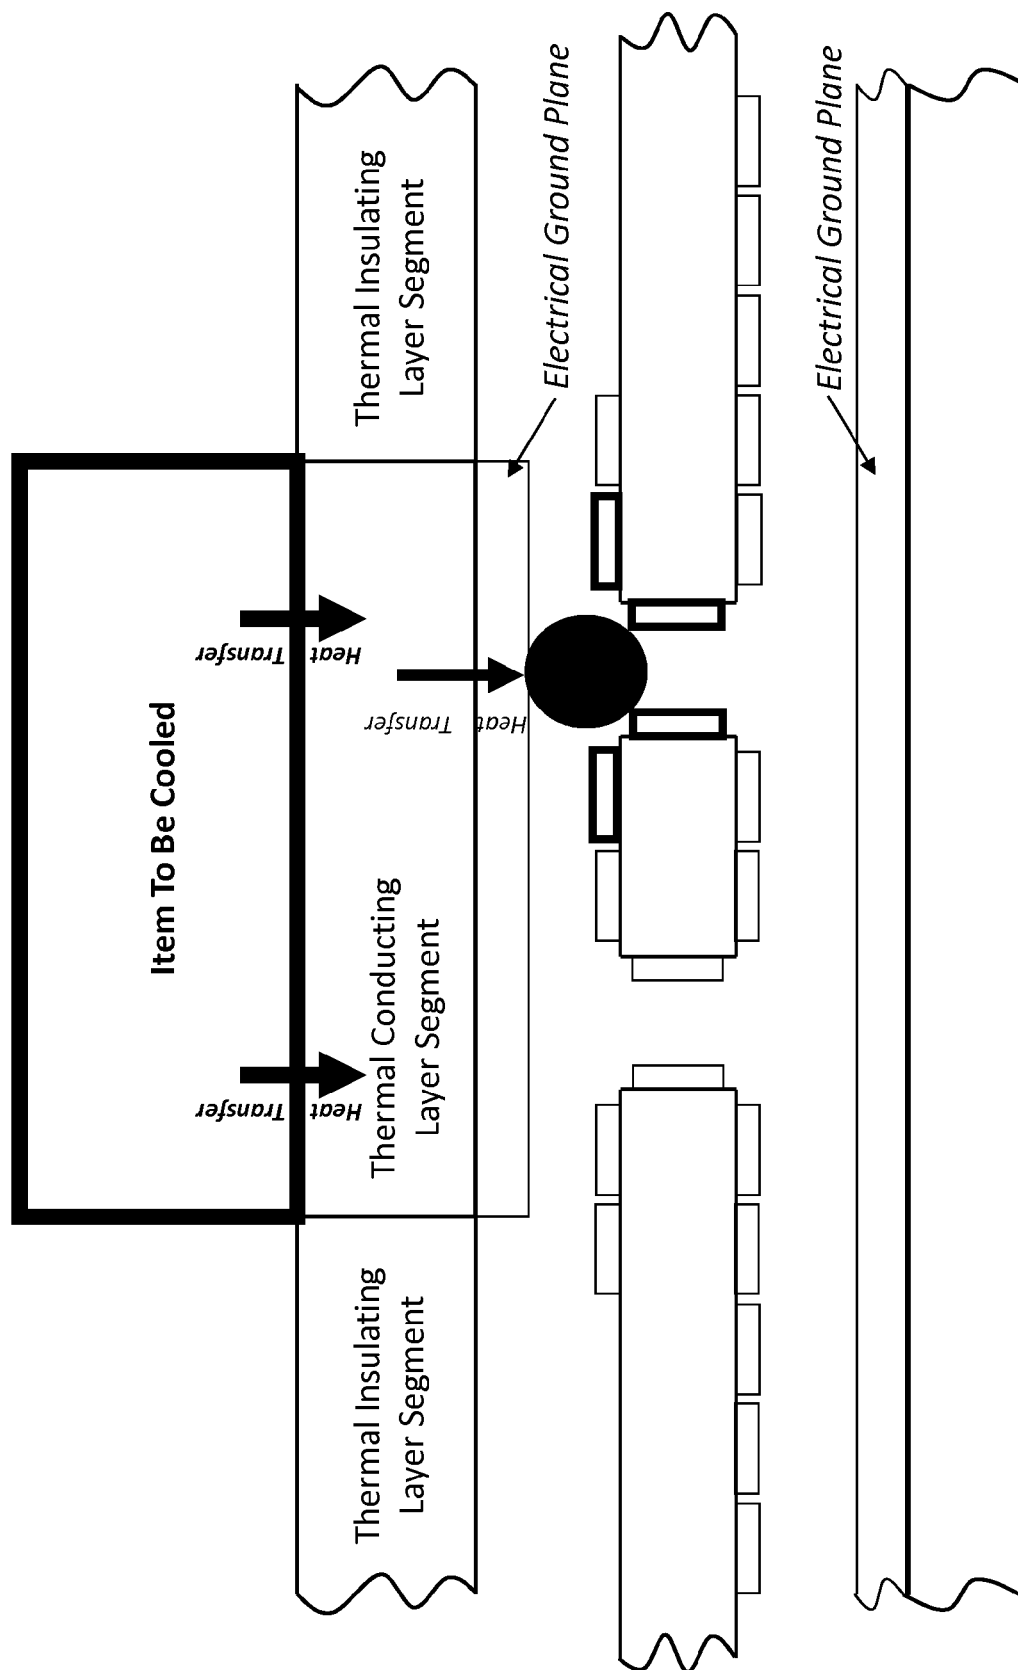 Item To Be Cooled
Heat
Transfer
Heat
Transfer
Thermal Insulating
Layer Segment
Thermal Conducting
Layer Segment
Thermal Insulating
Layer Segment
Heat
Transfer
Electrical Ground Plane
Electrical Ground Plane